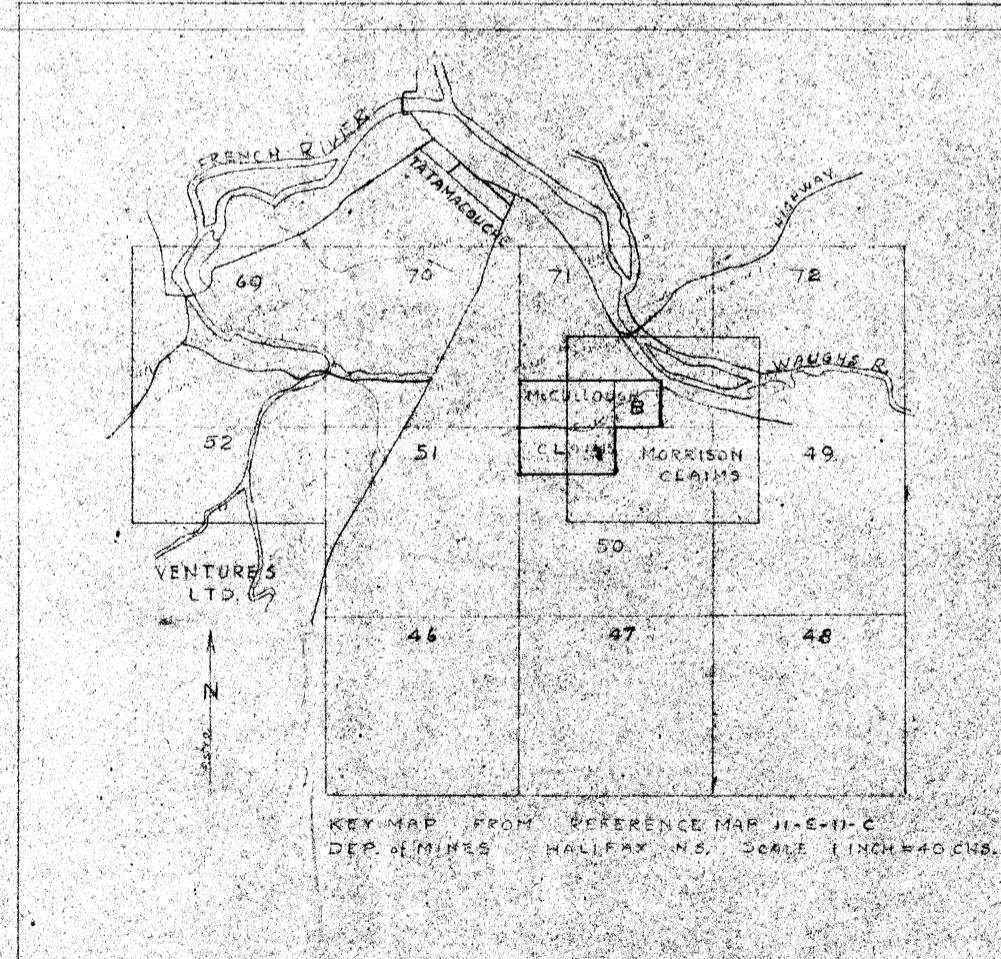 FRENCH RIVER
TATAMAGOUCHE
HIGHWAY
69
70
71
72
WAUGHS R.
McCULLOUGH
B
52
51
CLAIMS
MORRISON
CLAIMS
49
50
VENTURES
LTD.
46
47
48
N
KEY MAP FROM REFERENCE MAP 11-E-11-C
DEP. of MINES HALIFAX N.S. SCALE 1 INCH = 40 CHS.